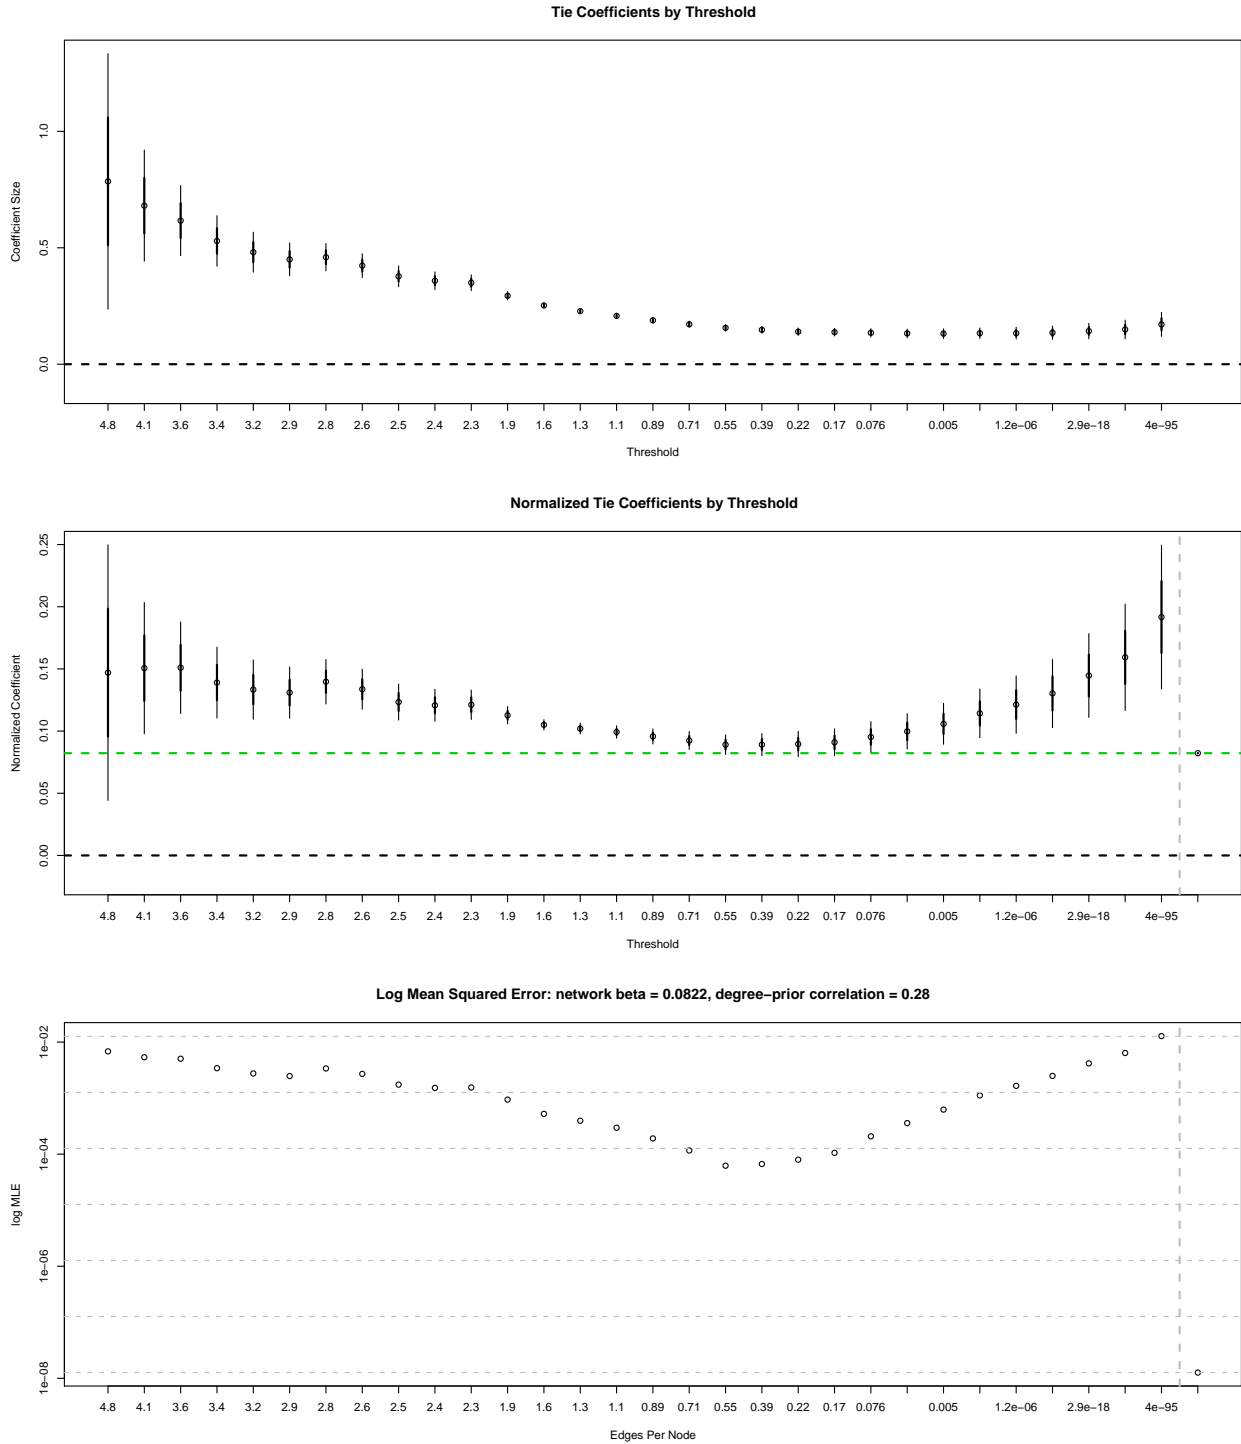 Tie Coefficients by Threshold
Coefficient Size
1.0
0.5
0.0
4.8 4.1 3.6 3.4 3.2 2.9 2.8 2.6 2.5 2.4 2.3 1.9 1.6 1.3 1.1 0.89 0.71 0.55 0.39 0.22 0.17 0.076 0.005 1.2e−06 2.9e−18 4e−95
Threshold
Normalized Tie Coefficients by Threshold
Normalized Coefficient
0.25
0.20
0.15
0.10
0.05
0.00
4.8 4.1 3.6 3.4 3.2 2.9 2.8 2.6 2.5 2.4 2.3 1.9 1.6 1.3 1.1 0.89 0.71 0.55 0.39 0.22 0.17 0.076 0.005 1.2e−06 2.9e−18 4e−95
Threshold
Log Mean Squared Error: network beta = 0.0822, degree−prior correlation = 0.28
log MLE
1e−02
1e−04
1e−06
1e−08
4.8 4.1 3.6 3.4 3.2 2.9 2.8 2.6 2.5 2.4 2.3 1.9 1.6 1.3 1.1 0.89 0.71 0.55 0.39 0.22 0.17 0.076 0.005 1.2e−06 2.9e−18 4e−95
Edges Per Node